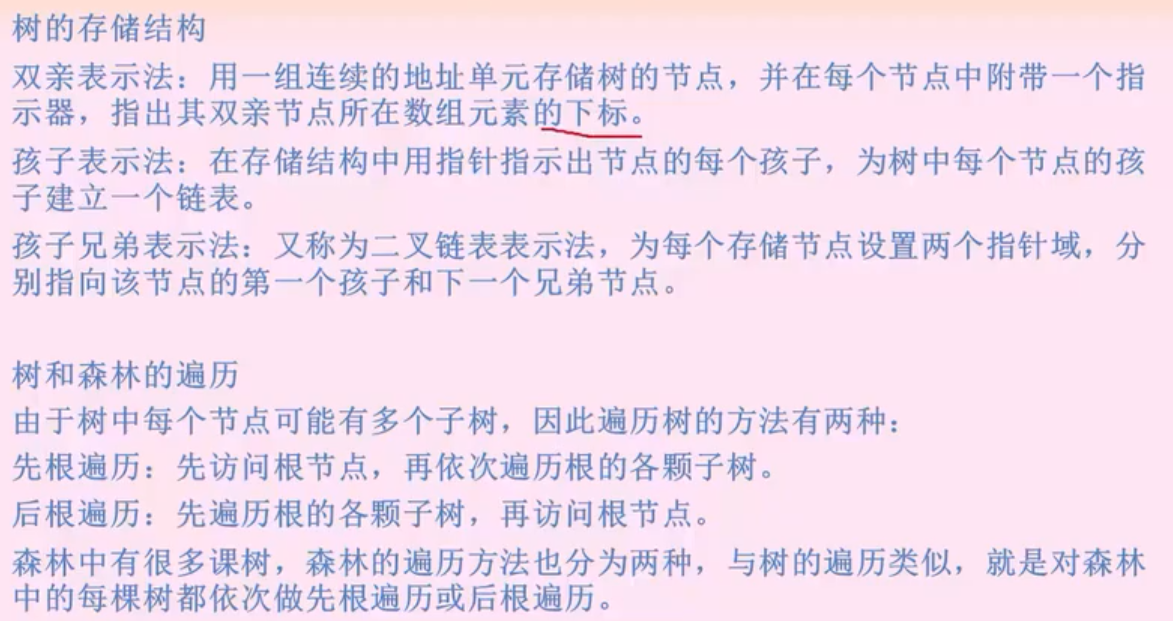 树的存储结构
双亲表示法：用一组连续的地址单元存储树的节点，并在每个节点中附带一个指
示器，指出其双亲节点所在数组元素的下标。
孩子表示法：在存储结构中用指针指示出节点的每个孩子，为树中每个节点的孩
子建立一个链表。
孩子兄弟表示法：又称为二叉链表表示法，为每个存储节点设置两个指针域，分
别指向该节点的第一个孩子和下一个兄弟节点。
树和森林的遍历
由于树中每个节点可能有多个子树，因此遍历树的方法有两种：
先根遍历：先访问根节点，再依次遍历根的各颗子树。
后根遍历：先遍历根的各颗子树，再访问根节点。
森林中有很多课树，森林的遍历方法也分为两种，与树的遍历类似，就是对森林
中的每棵树都依次做先根遍历或后根遍历。